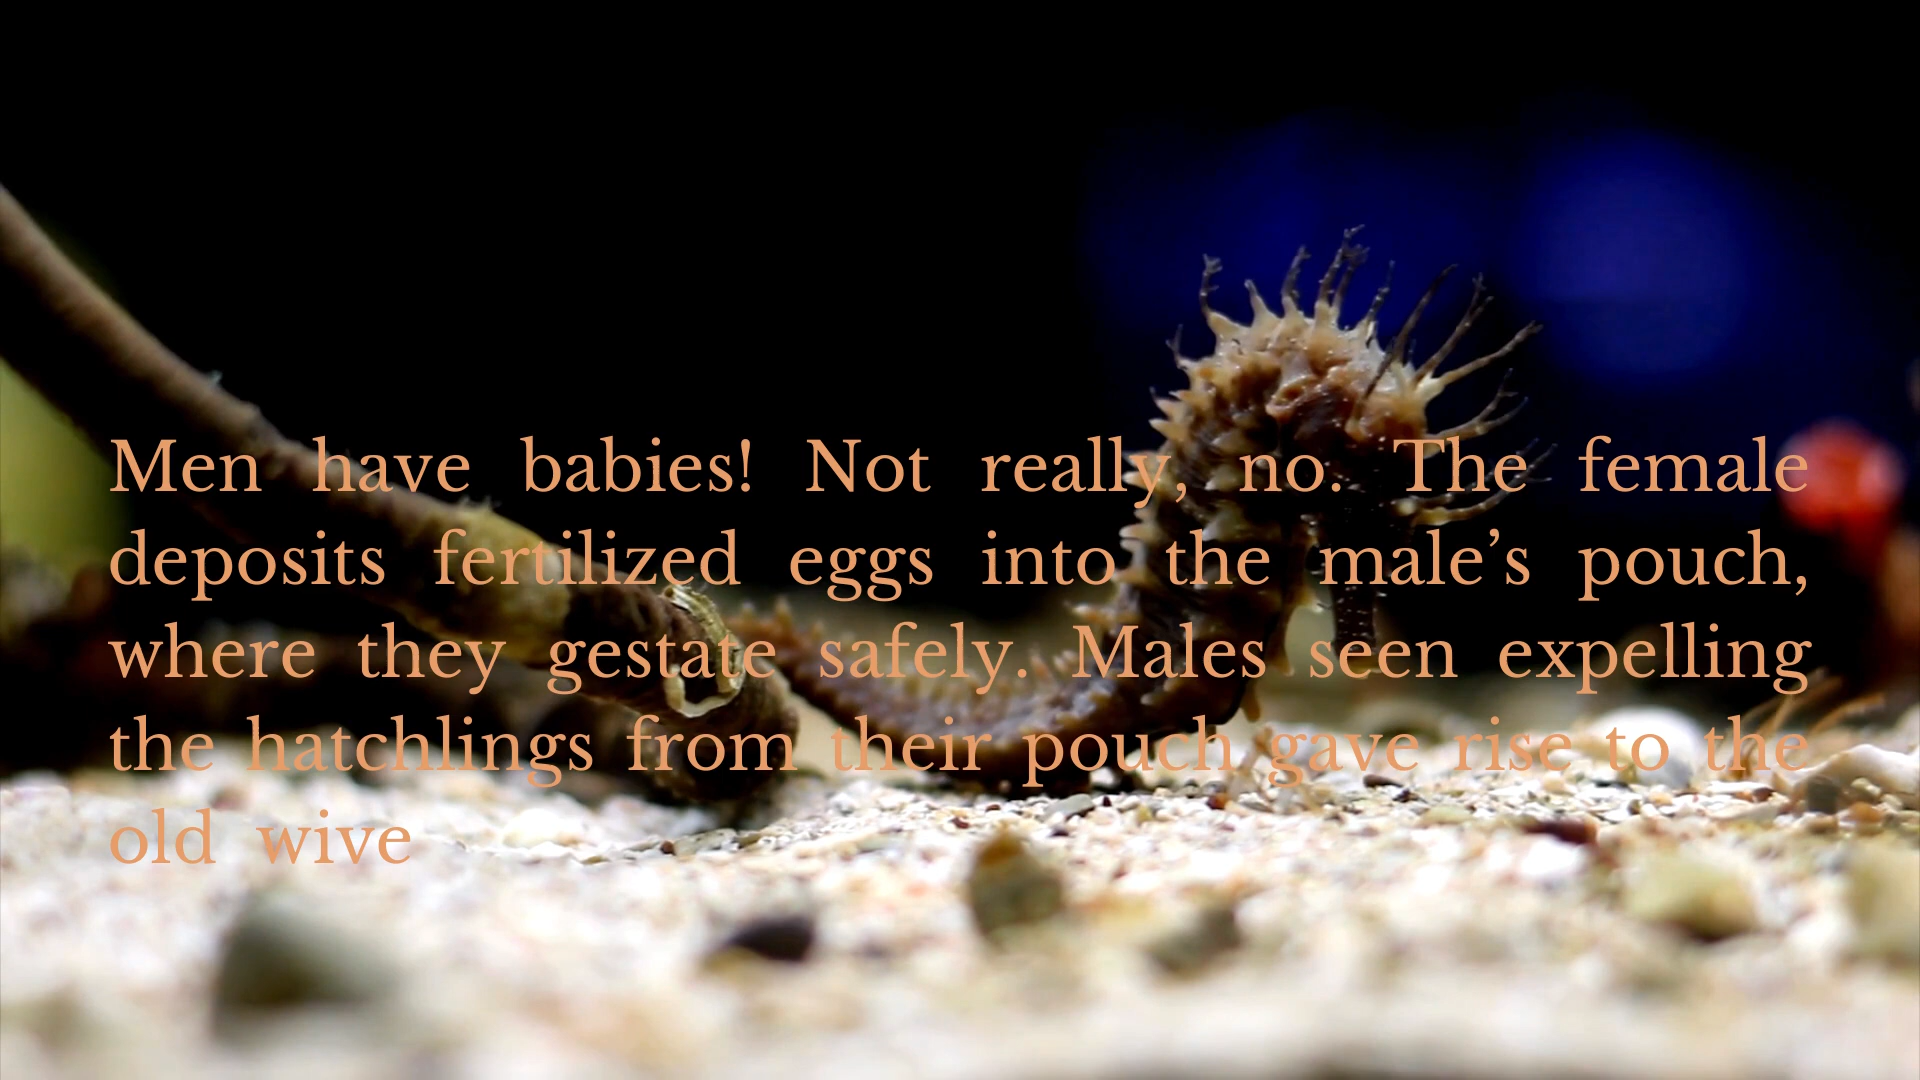 Men have babies! Not really, no. The female
deposits fertilized eggs into the male’s pouch,
where they gestate safely. Males seen expelling
the hatchlings from their pouch gave rise to the
old wive